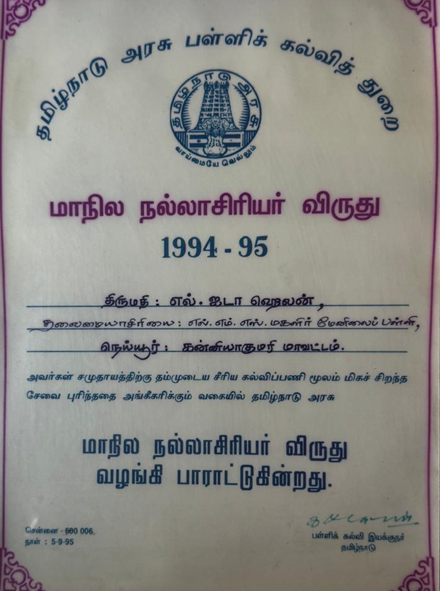 தமிழ்நாடு அரசு பள்ளிக் கல்வித் துறை
தமிழ்நாடு அரசு
வாய்மையே வெல்லும்
மாநில நல்லாசிரியர் விருது
1994 - 95
திருமதி : எல். ஐடா ஹெலன்,
தலைமையாசிரியை : எல். எம். எஸ். மகளிர் மேனிலைப் பள்ளி,
நெய்யூர் : கன்னியாகுமரி மாவட்டம்.
அவர்கள் சமுதாயத்திற்கு தம்முடைய சீரிய கல்விப்பணி மூலம் மிகச் சிறந்த
சேவை புரிந்ததை அங்கீகரிக்கும் வகையில் தமிழ்நாடு அரசு
மாநில நல்லாசிரியர் விருது
வழங்கி பாராட்டுகின்றது.
சென்னை - 600 006.
நாள் : 5-9-95
பள்ளிக் கல்வி இயக்குநர்
தமிழ்நாடு